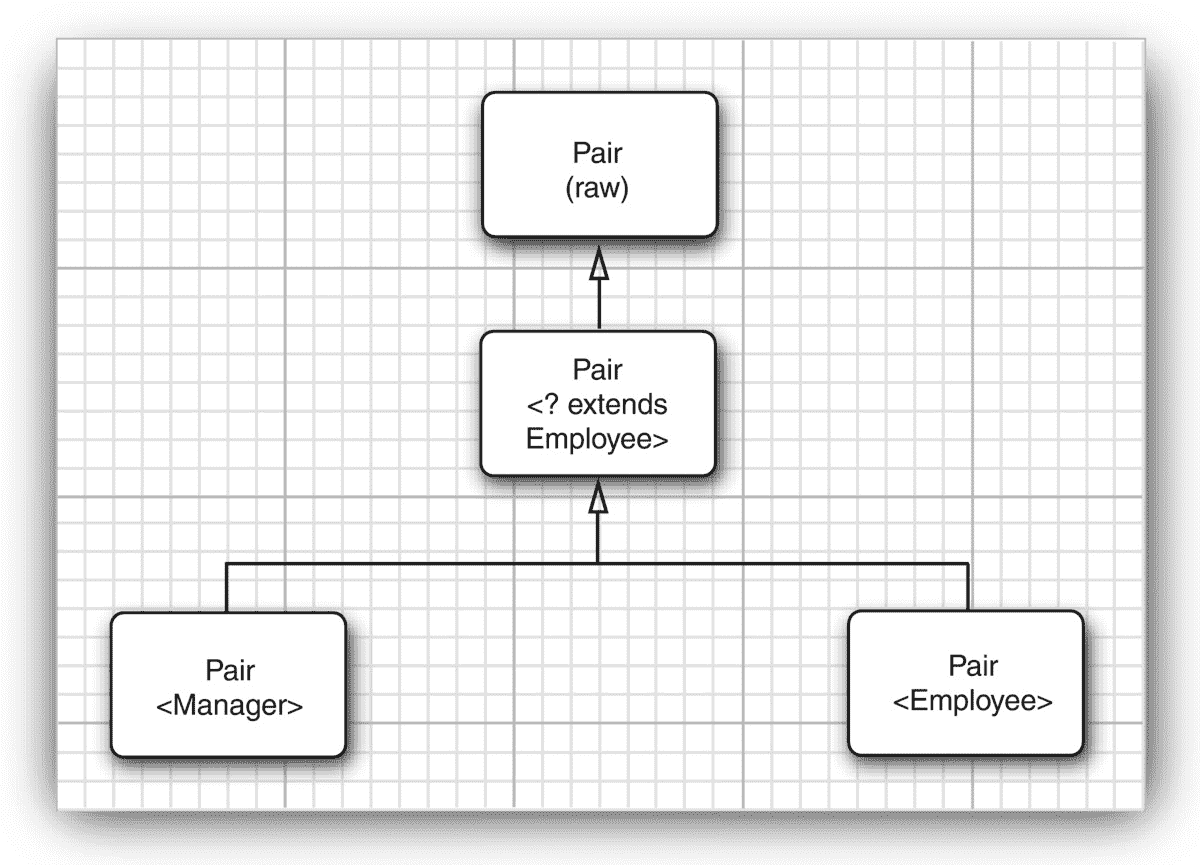 Pair
(raw)
Pair
<? extends
Employee>
Pair
<Manager>
Pair
<Employee>